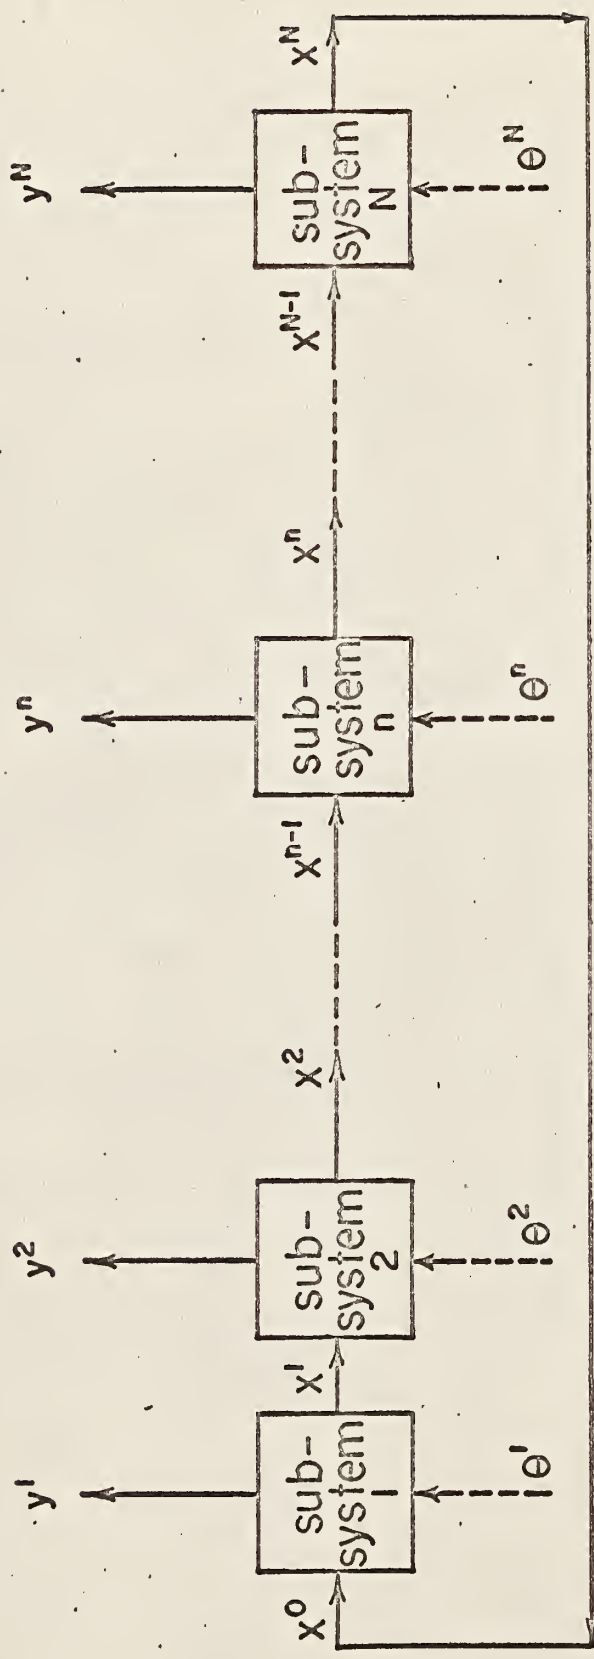 y¹ y² yⁿ yᴺ
x⁰ sub-system 1 x¹ sub-system 2 x² xⁿ⁻¹ sub-system n xⁿ xᴺ⁻¹ sub-system N xᴺ
θ¹ θ² θⁿ θᴺ